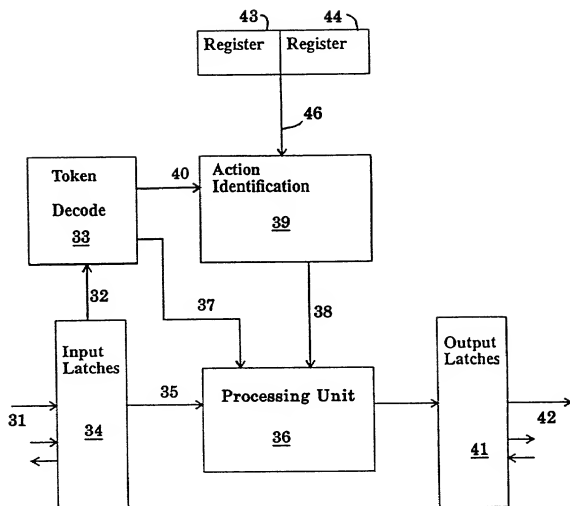 43 44
Register Register
46
Token
Decode
33
40
Action
Identification
39
32
37
38
Input
Latches
34
31
35
Processing Unit
36
Output
Latches
41
42